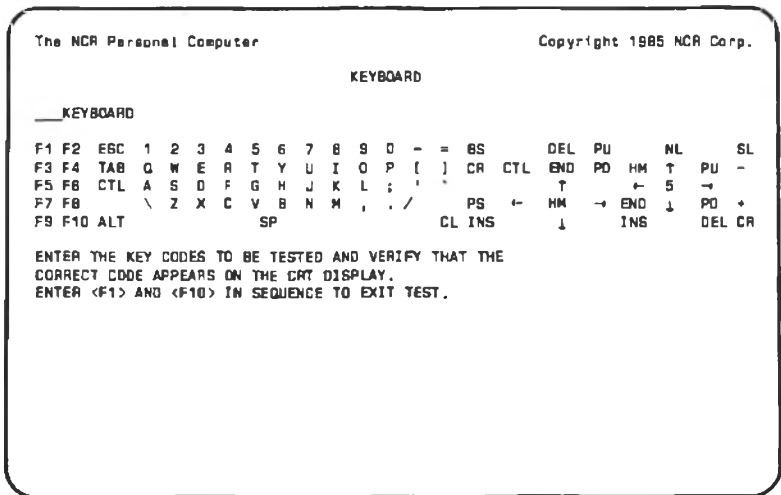 The NCR Personal Computer Copyright 1985 NCR Corp.
KEYBOARD
___KEYBOARD
F1 F2 ESC 1 2 3 4 5 6 7 8 9 0 - = BS DEL PU NL SL
F3 F4 TAB Q W E R T Y U I O P [ ] CR CTL END PD HM ↑ PU -
F5 F6 CTL A S D F G H J K L ; ' ` ↑ ← 5 →
F7 F8 \ Z X C V B N M , . / PS ← HM → END ↓ PD +
F9 F10 ALT SP CL INS ↓ INS DEL CR
ENTER THE KEY CODES TO BE TESTED AND VERIFY THAT THE
CORRECT CODE APPEARS ON THE CRT DISPLAY.
ENTER <F1> AND <F10> IN SEQUENCE TO EXIT TEST.